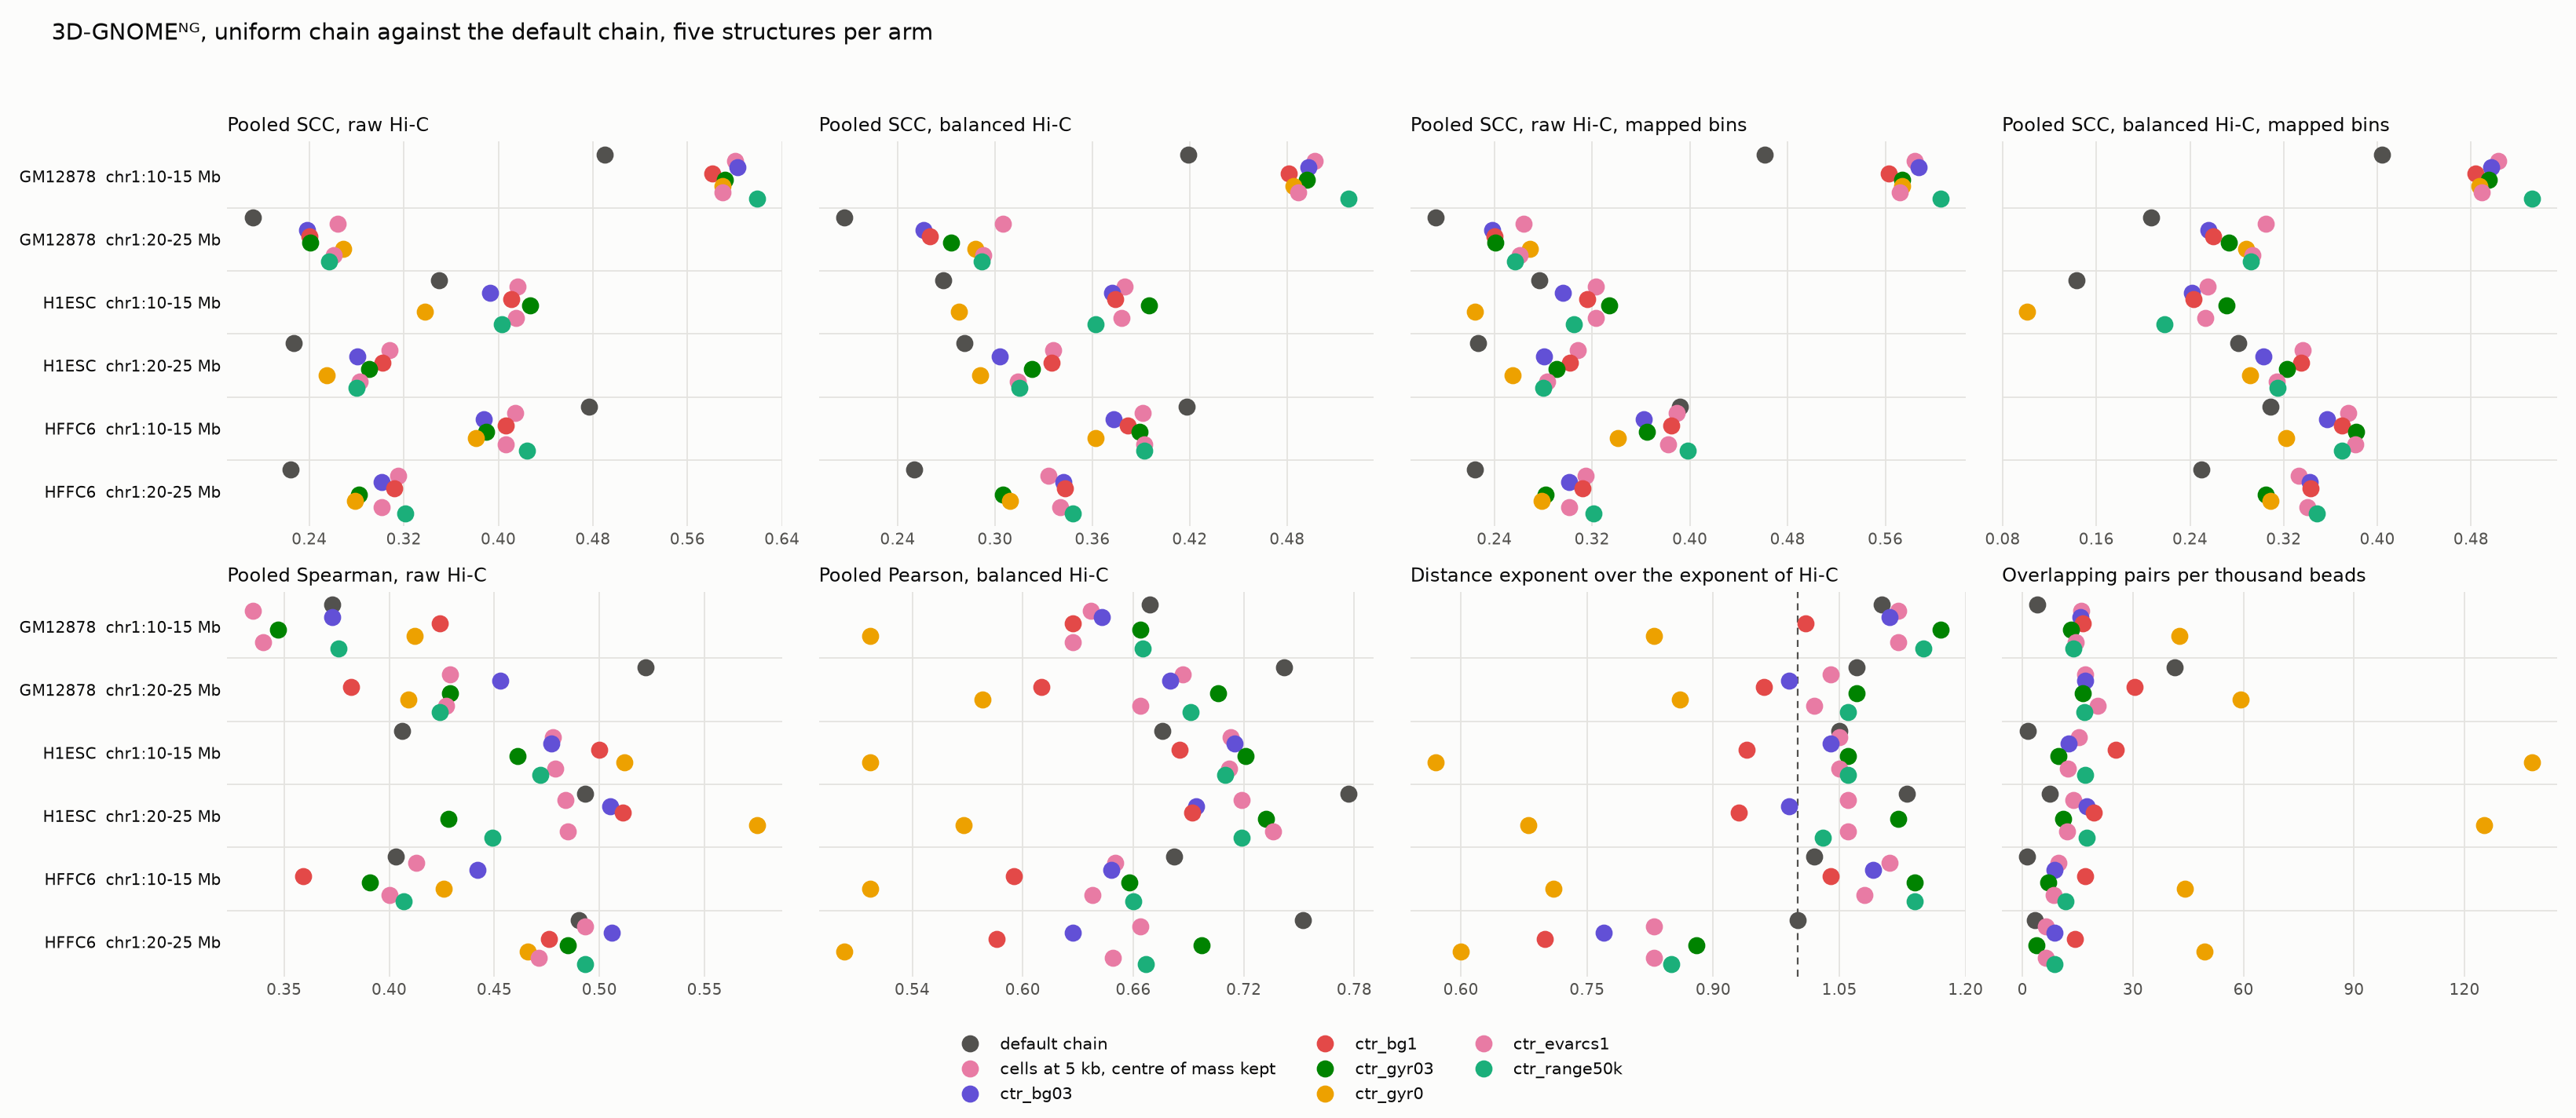 3D-GNOMEᴺᴳ, uniform chain against the default chain, five structures per arm
Pooled SCC, raw Hi-C
Pooled SCC, balanced Hi-C
Pooled SCC, raw Hi-C, mapped bins
Pooled SCC, balanced Hi-C, mapped bins
GM12878 chr1:10-15 Mb
GM12878 chr1:20-25 Mb
H1ESC chr1:10-15 Mb
H1ESC chr1:20-25 Mb
HFFC6 chr1:10-15 Mb
HFFC6 chr1:20-25 Mb
0.24 0.32 0.40 0.48 0.56 0.64
0.24 0.30 0.36 0.42 0.48
0.24 0.32 0.40 0.48 0.56
0.08 0.16 0.24 0.32 0.40 0.48
Pooled Spearman, raw Hi-C
Pooled Pearson, balanced Hi-C
Distance exponent over the exponent of Hi-C
Overlapping pairs per thousand beads
GM12878 chr1:10-15 Mb
GM12878 chr1:20-25 Mb
H1ESC chr1:10-15 Mb
H1ESC chr1:20-25 Mb
HFFC6 chr1:10-15 Mb
HFFC6 chr1:20-25 Mb
0.35 0.40 0.45 0.50 0.55
0.54 0.60 0.66 0.72 0.78
0.60 0.75 0.90 1.05 1.20
0 30 60 90 120
default chain
cells at 5 kb, centre of mass kept
ctr_bg03
ctr_bg1
ctr_gyr03
ctr_gyr0
ctr_evarcs1
ctr_range50k